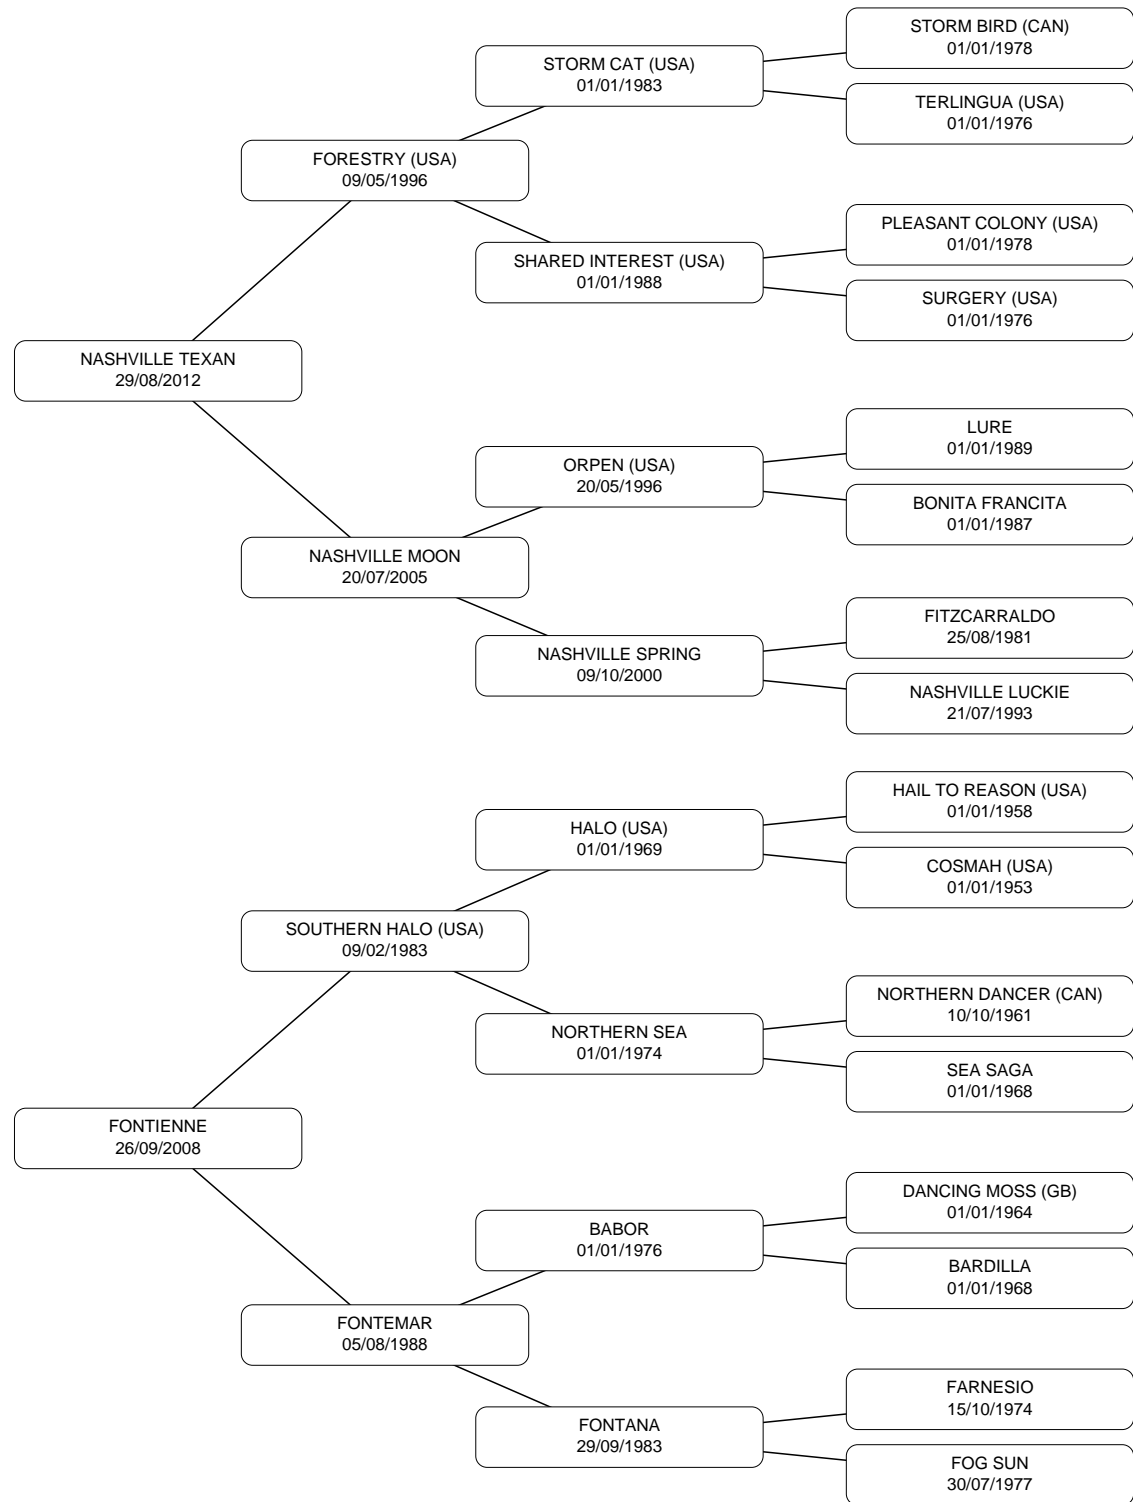 STORM BIRD (CAN)
01/01/1978
STORM CAT (USA)
01/01/1983
TERLINGUA (USA)
01/01/1976
FORESTRY (USA)
09/05/1996
PLEASANT COLONY (USA)
01/01/1978
SHARED INTEREST (USA)
01/01/1988
SURGERY (USA)
01/01/1976
NASHVILLE TEXAN
29/08/2012
LURE
01/01/1989
ORPEN (USA)
20/05/1996
BONITA FRANCITA
01/01/1987
NASHVILLE MOON
20/07/2005
FITZCARRALDO
25/08/1981
NASHVILLE SPRING
09/10/2000
NASHVILLE LUCKIE
21/07/1993
HAIL TO REASON (USA)
01/01/1958
HALO (USA)
01/01/1969
COSMAH (USA)
01/01/1953
SOUTHERN HALO (USA)
09/02/1983
NORTHERN DANCER (CAN)
10/10/1961
NORTHERN SEA
01/01/1974
SEA SAGA
01/01/1968
FONTIENNE
26/09/2008
DANCING MOSS (GB)
01/01/1964
BABOR
01/01/1976
BARDILLA
01/01/1968
FONTEMAR
05/08/1988
FARNESIO
15/10/1974
FONTANA
29/09/1983
FOG SUN
30/07/1977